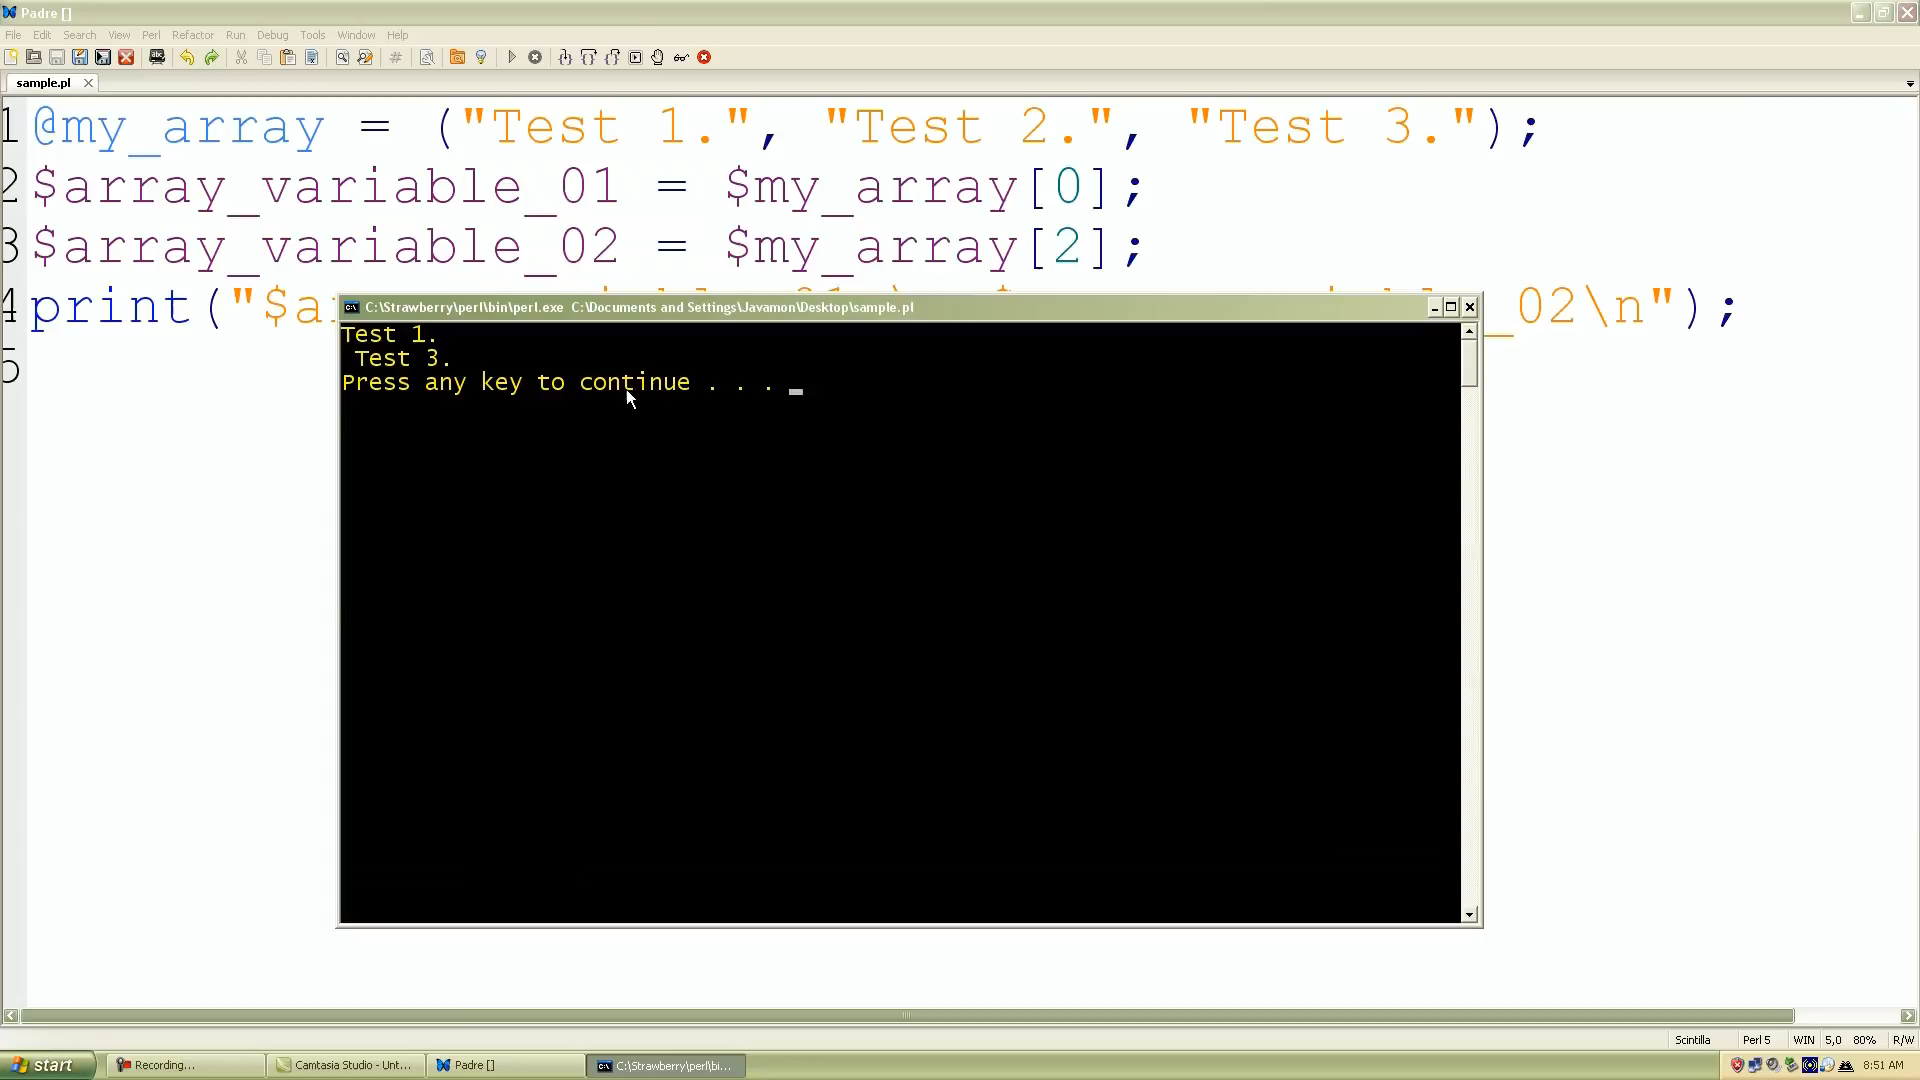 Padre []
File Edit Search View Perl Refactor Run Debug Tools Window Help
sample.pl
1 @my_array = ("Test 1.", "Test 2.", "Test 3.");
2 $array_variable_01 = $my_array[0];
3 $array_variable_02 = $my_array[2];
4 print("$a _02\n");
5
C:\Strawberry\perl\bin\perl.exe C:\Documents and Settings\Javamon\Desktop\sample.pl
Test 1.
Test 3.
Press any key to continue . . .
Scintilla Perl 5 WIN 5,0 80% R/W
start Recording... Camtasia Studio - Unt... Padre [] C:\Strawberry\perl\bi... 8:51 AM